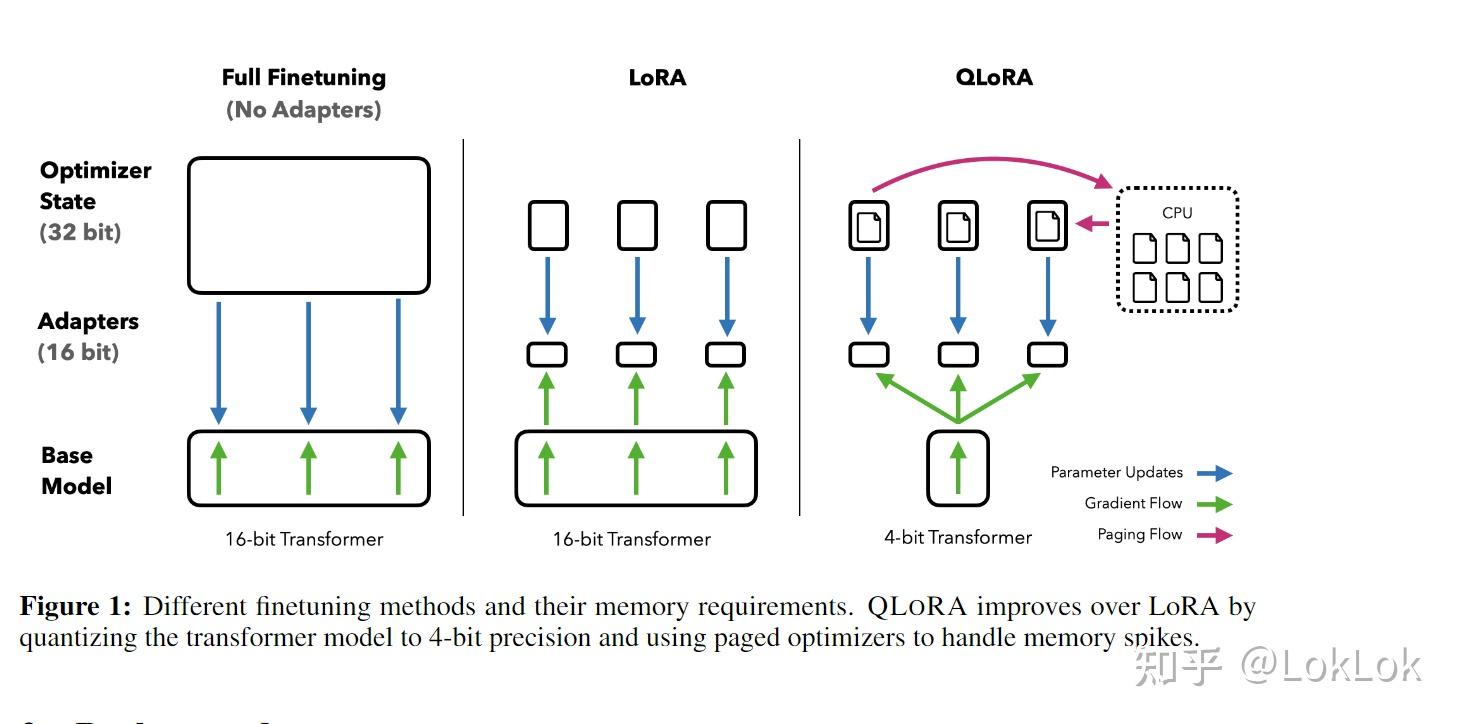 Full Finetuning
(No Adapters)
LoRA
QLoRA
Optimizer
State
(32 bit)
CPU
Adapters
(16 bit)
Base
Model
Parameter Updates
Gradient Flow
Paging Flow
16-bit Transformer
16-bit Transformer
4-bit Transformer
Figure 1: Different finetuning methods and their memory requirements. QLORA improves over LoRA by
quantizing the transformer model to 4-bit precision and using paged optimizers to handle memory spikes.
知乎 @LokLok